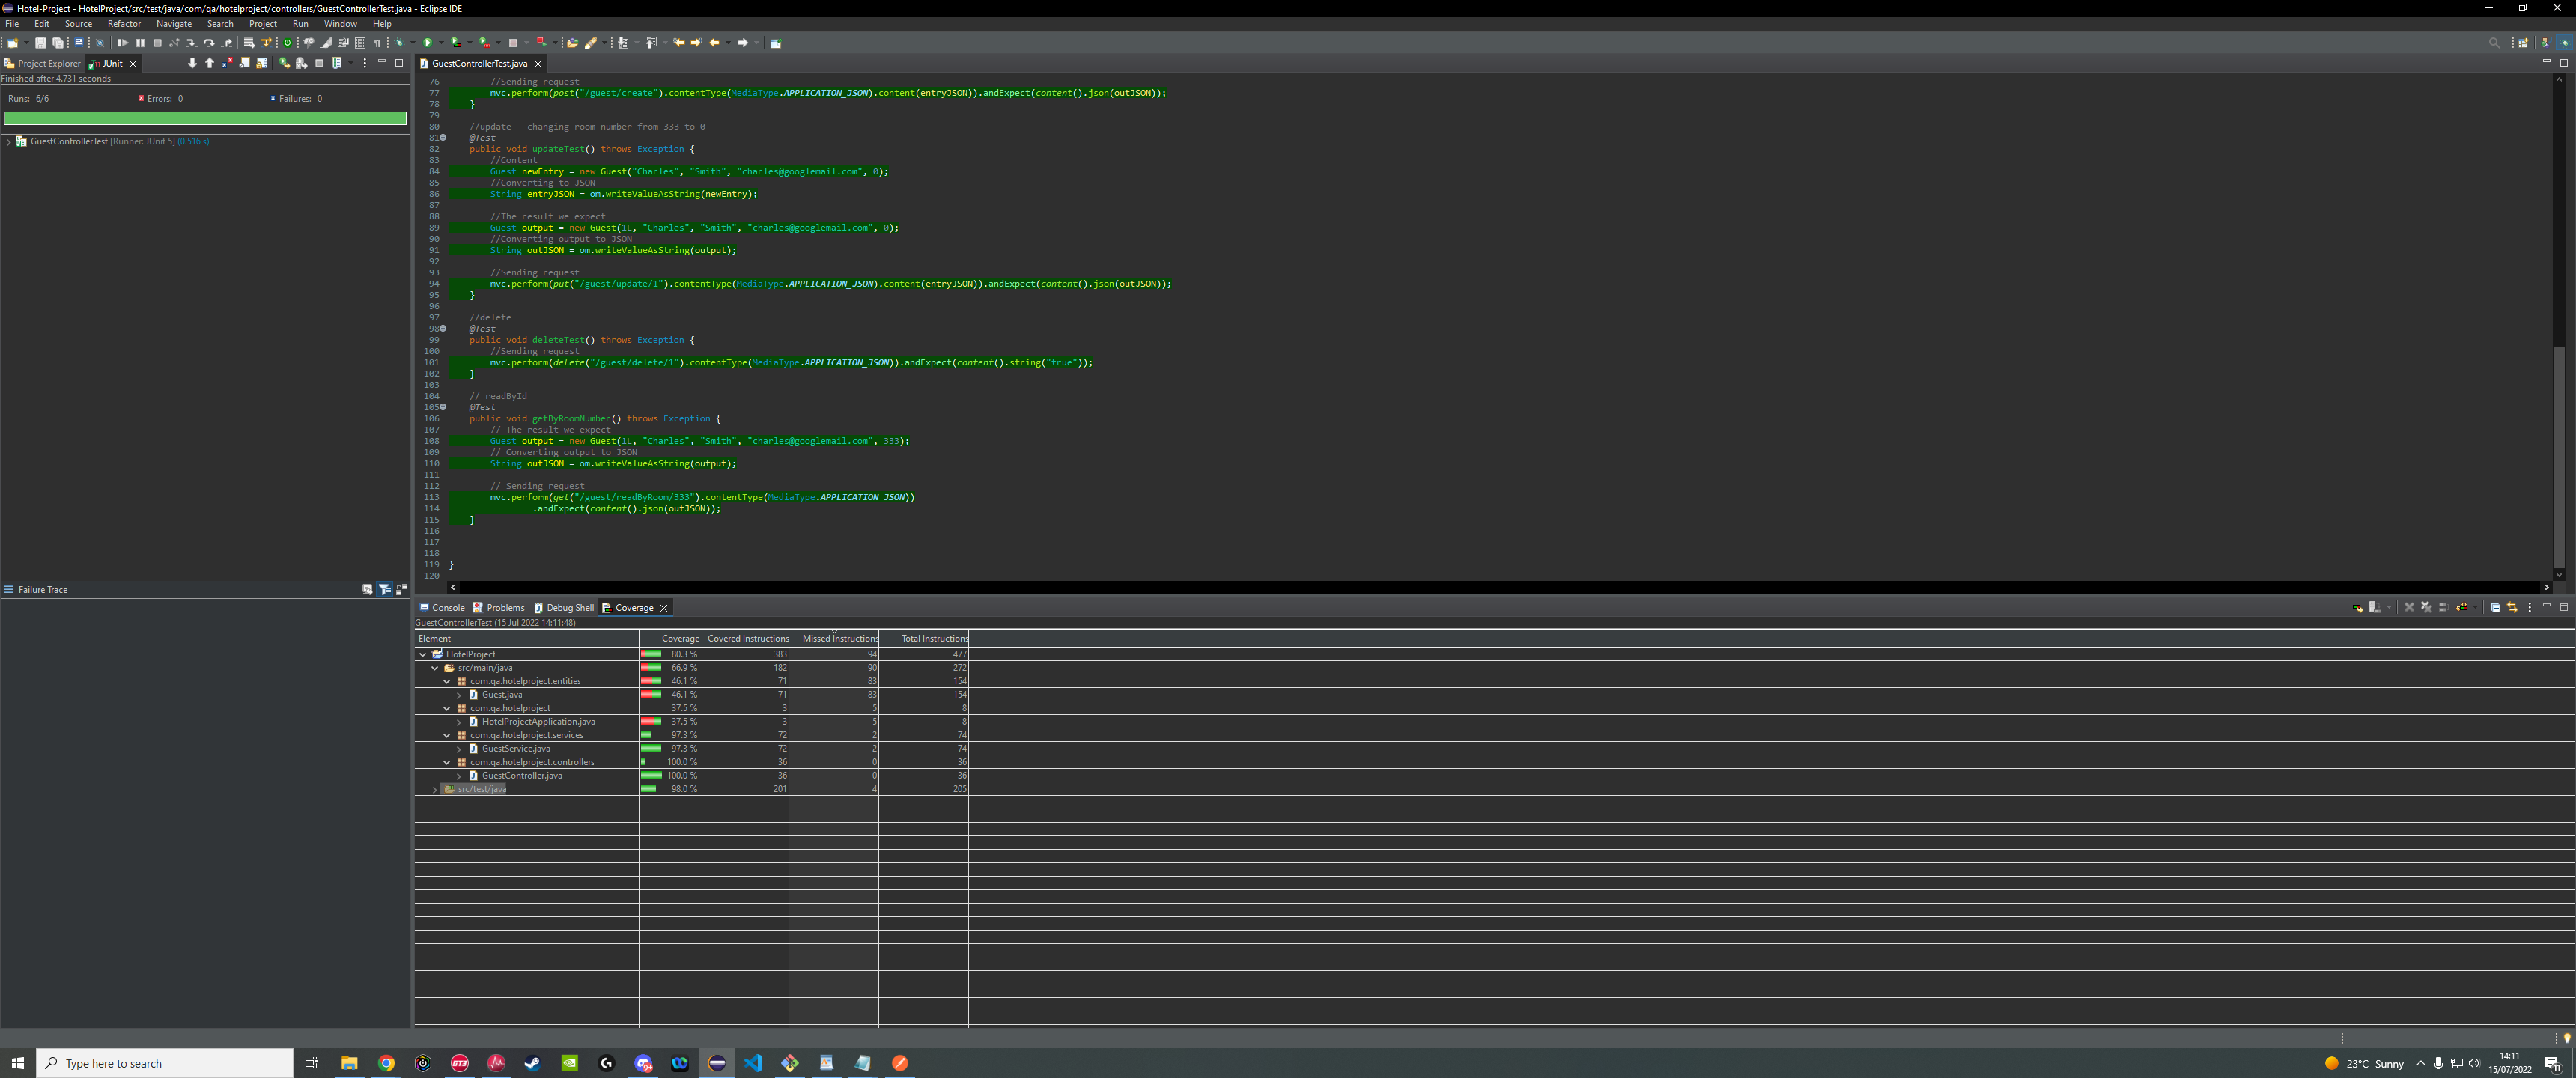 Hotel-Project - HotelProject/src/test/java/com/qa/hotelproject/controllers/GuestControllerTest.java - Eclipse IDE
File Edit Source Refactor Navigate Search Project Run Window Help
Project Explorer JUnit
Finished after 4.731 seconds
Runs: 6/6 Errors: 0 Failures: 0
GuestControllerTest [Runner: JUnit 5] (0.516 s)
Failure Trace
GuestControllerTest.java
76 //Sending request
77 mvc.perform(post("/guest/create").contentType(MediaType.APPLICATION_JSON).content(entryJSON)).andExpect(content().json(outJSON));
78 }
79
80 //update - changing room number from 333 to 0
81 @Test
82 public void updateTest() throws Exception {
83 //Content
84 Guest newEntry = new Guest("Charles", "Smith", "charles@googlemail.com", 0);
85 //Converting to JSON
86 String entryJSON = om.writeValueAsString(newEntry);
87
88 //The result we expect
89 Guest output = new Guest(1L, "Charles", "Smith", "charles@googlemail.com", 0);
90 //Converting output to JSON
91 String outJSON = om.writeValueAsString(output);
92
93 //Sending request
94 mvc.perform(put("/guest/update/1").contentType(MediaType.APPLICATION_JSON).content(entryJSON)).andExpect(content().json(outJSON));
95 }
96
97 //delete
98 @Test
99 public void deleteTest() throws Exception {
100 //Sending request
101 mvc.perform(delete("/guest/delete/1").contentType(MediaType.APPLICATION_JSON)).andExpect(content().string("true"));
102 }
103
104 // readById
105 @Test
106 public void getByRoomNumber() throws Exception {
107 // The result we expect
108 Guest output = new Guest(1L, "Charles", "Smith", "charles@googlemail.com", 333);
109 // Converting output to JSON
110 String outJSON = om.writeValueAsString(output);
111
112 // Sending request
113 mvc.perform(get("/guest/readByRoom/333").contentType(MediaType.APPLICATION_JSON))
114 .andExpect(content().json(outJSON));
115 }
116
117
118
119 }
120
Console Problems Debug Shell Coverage
GuestControllerTest (15 Jul 2022 14:11:48)
Element Coverage Covered Instructions Missed Instructions Total Instructions
HotelProject 80.3 % 383 94 477
src/main/java 66.9 % 182 90 272
com.qa.hotelproject.entities 46.1 % 71 83 154
Guest.java 46.1 % 71 83 154
com.qa.hotelproject 37.5 % 3 5 8
HotelProjectApplication.java 37.5 % 3 5 8
com.qa.hotelproject.services 97.3 % 72 2 74
GuestService.java 97.3 % 72 2 74
com.qa.hotelproject.controllers 100.0 % 36 0 36
GuestController.java 100.0 % 36 0 36
src/test/java 98.0 % 201 4 205
Type here to search
23°C Sunny
14:11
15/07/2022